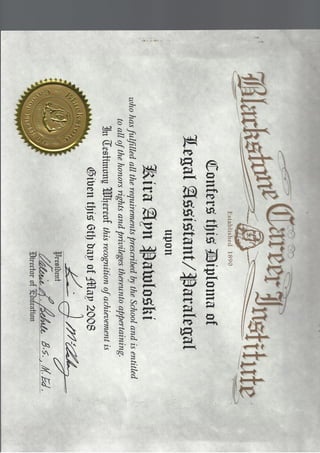 Blackstone Career Institute
Established 1890
Confers this Diploma of
Legal Assistant/Paralegal
upon
Kira Ayn Pawloski
who has fulfilled all the requirements prescribed by the School and is entitled
to all of the honors rights and privileges thereunto appertaining.
In Testimony Whereof this recognition of achievement is
Given this 6th day of May 2008
President
B.S., M.Ed.
Director of Education